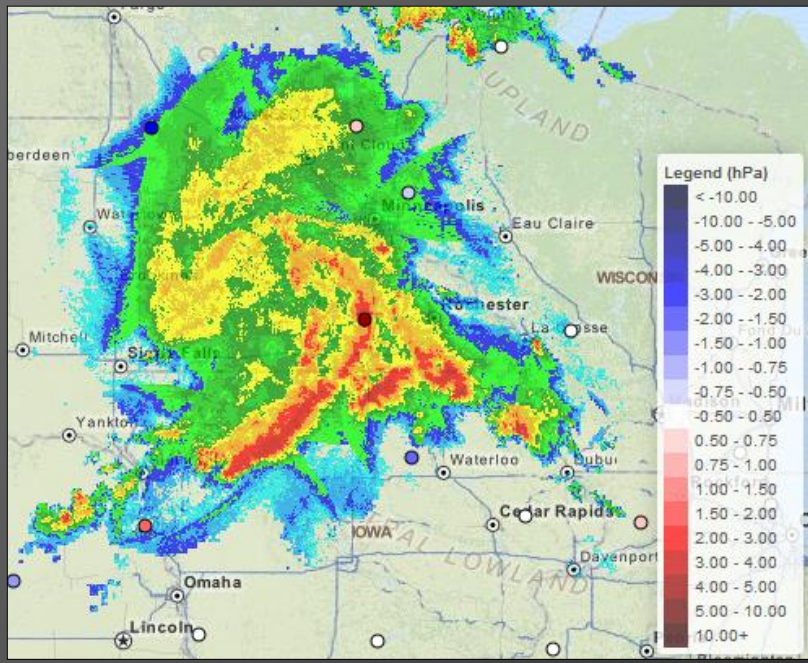 Fargo
UPLAND
berdeen
Minneapolis
Eau Claire
WISCON
Rochester
Mitchell
Sioux Falls
Yankton
Waterloo
Cedar Rapids
IOWA
RAL LOWLAND
Davenport
Omaha
Lincoln
Legend (hPa)
< -10.00
-10.00 - -5.00
-5.00 - -4.00
-4.00 - -3.00
-3.00 - -2.00
-2.00 - -1.50
-1.50 - -1.00
-1.00 - -0.75
-0.75 - -0.50
-0.50 - 0.50
0.50 - 0.75
0.75 - 1.00
1.00 - 1.50
1.50 - 2.00
2.00 - 3.00
3.00 - 4.00
4.00 - 5.00
5.00 - 10.00
10.00+